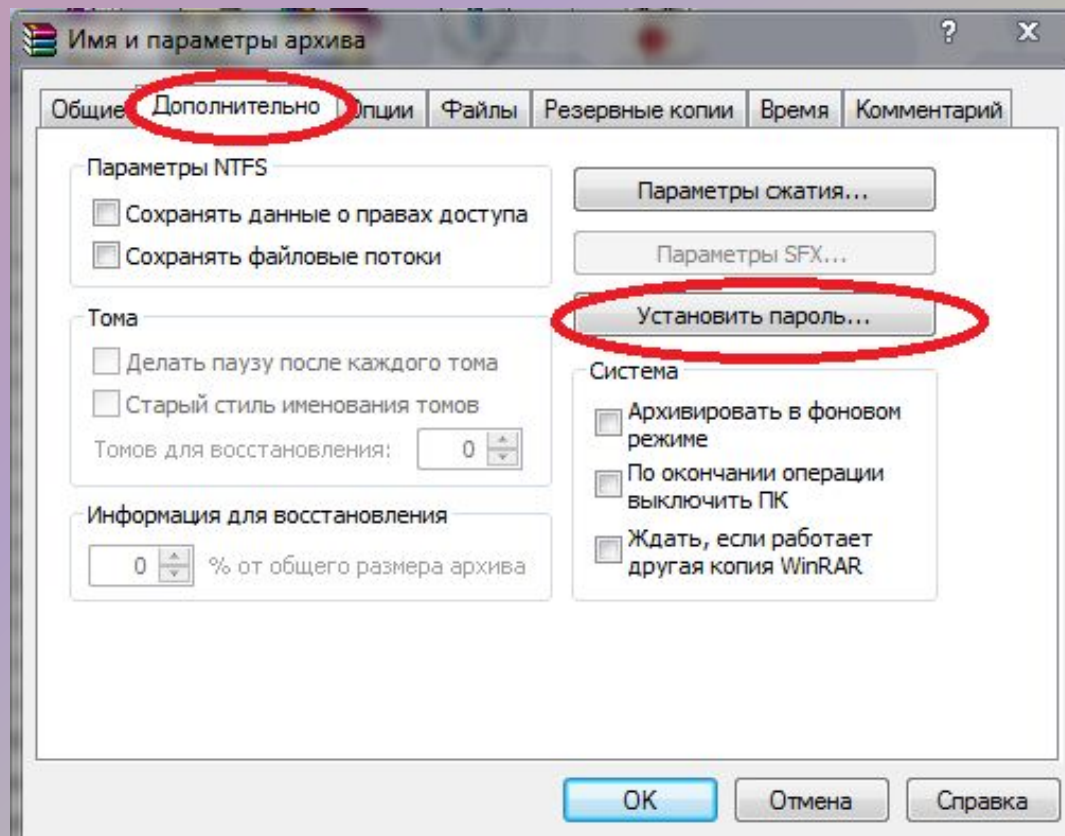 Имя и параметры архива
Общие Дополнительно Опции Файлы Резервные копии Время Комментарий
Параметры NTFS
Сохранять данные о правах доступа
Сохранять файловые потоки
Параметры сжатия...
Параметры SFX...
Установить пароль...
Тома
Делать паузу после каждого тома
Старый стиль именования томов
Томов для восстановления: 0
Система
Архивировать в фоновом
режиме
По окончании операции
выключить ПК
Ждать, если работает
другая копия WinRAR
Информация для восстановления
0 % от общего размера архива
OK Отмена Справка